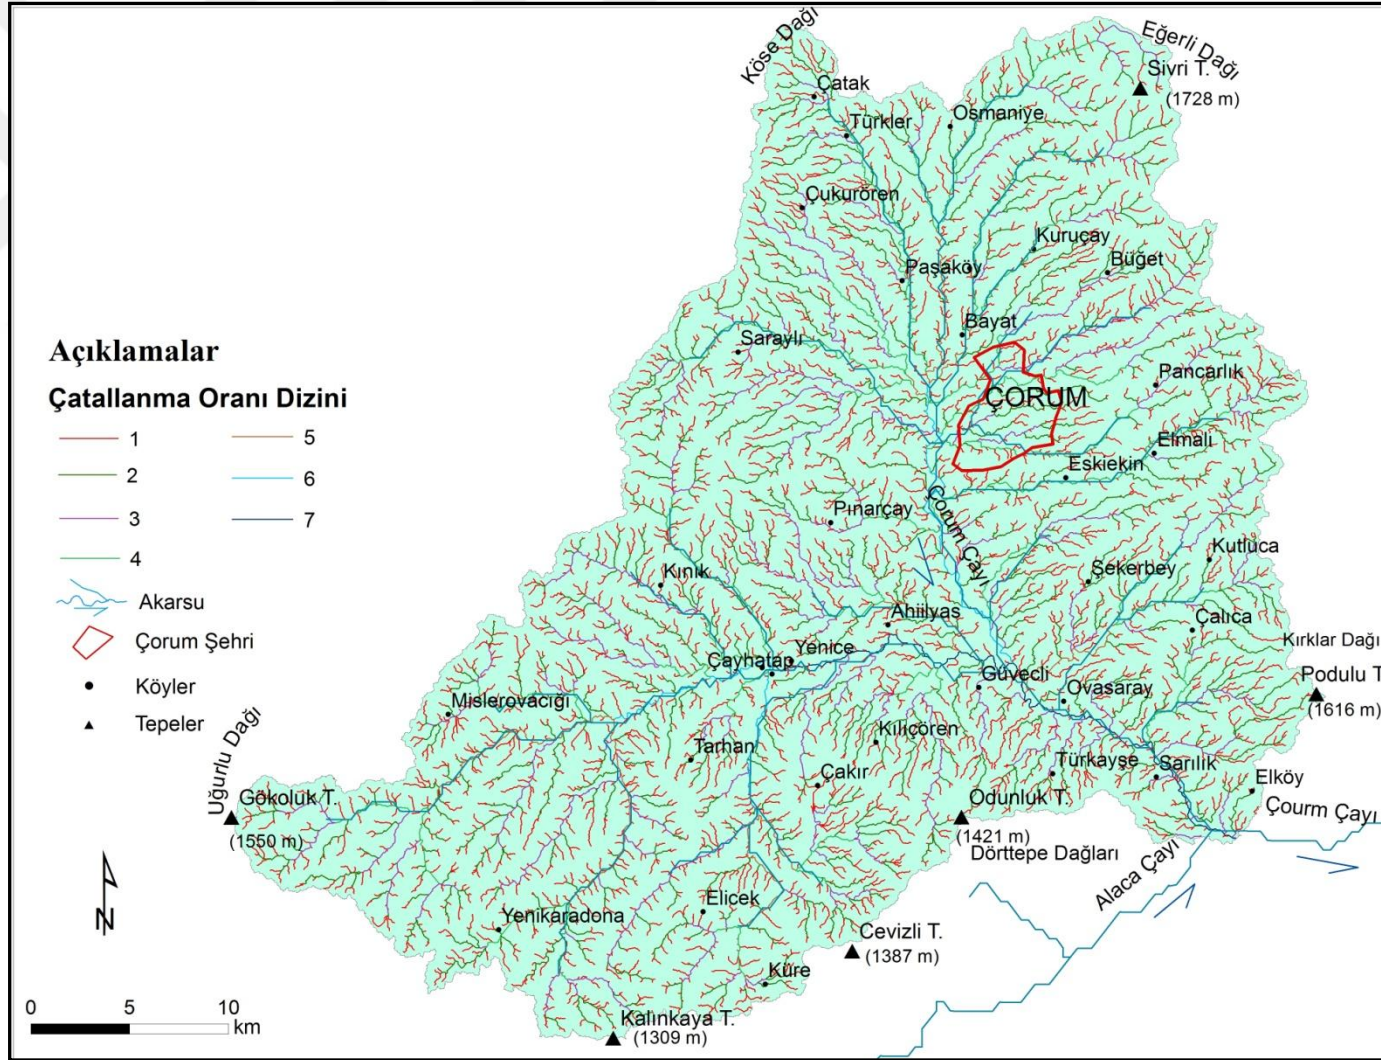 Köse Dağı
Eğerli Dağı
Sivri T.
(1728 m)
Çatak
Türkler
Osmaniye
Çukurören
Kuruçay
Büğet
Paşaköy
Bayat
Saraylı
Açıklamalar
Çatallanma Oranı Dizini
1
5
2
6
3
7
4
Akarsu
Çorum Şehri
Köyler
Tepeler
Pancarlık
ÇORUM
Elmalı
Eskiekin
Pınarçay
Çorum Çayı
Kutluca
Şekerbey
Kınık
Ahiilyas
Çalıca
Kırklar Dağı
Yenice
Çayhatap
Güvecli
Podulu T
(1616 m)
Ovasaray
Mislerovacığı
Kılıçören
Tarhan
Uğurlu Dağı
Çakır
Türkayşe
Sarılık
Elköy
Gökoluk T.
(1550 m)
Odunluk T.
(1421 m)
Çourm Çayı
Dörttepe Dağları
Alaca Çayı
Elicek
Yenikaradona
Cevizli T.
(1387 m)
Küre
N
0 5 10
km
Kalınkaya T.
(1309 m)